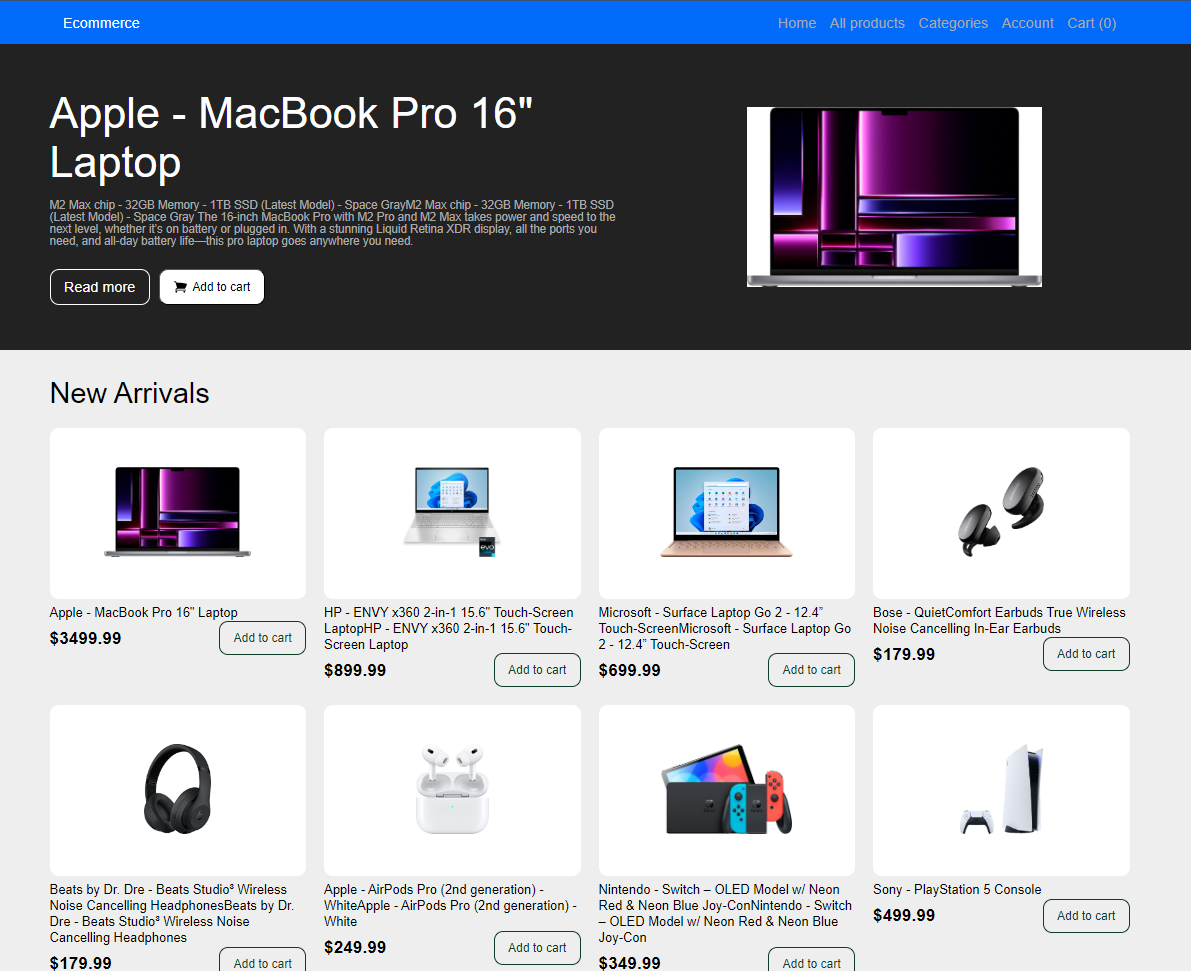 Ecommerce
Home All products Categories Account Cart (0)
Apple - MacBook Pro 16"
Laptop
M2 Max chip - 32GB Memory - 1TB SSD (Latest Model) - Space GrayM2 Max chip - 32GB Memory - 1TB SSD
(Latest Model) - Space Gray The 16-inch MacBook Pro with M2 Pro and M2 Max takes power and speed to the
next level, whether it's on battery or plugged in. With a stunning Liquid Retina XDR display, all the ports you
need, and all-day battery life—this pro laptop goes anywhere you need.
Read more
Add to cart
New Arrivals
evo
Apple - MacBook Pro 16" Laptop
$3499.99
Add to cart
HP - ENVY x360 2-in-1 15.6" Touch-Screen
LaptopHP - ENVY x360 2-in-1 15.6" Touch-
Screen Laptop
$899.99
Add to cart
Microsoft - Surface Laptop Go 2 - 12.4”
Touch-ScreenMicrosoft - Surface Laptop Go
2 - 12.4” Touch-Screen
$699.99
Add to cart
Bose - QuietComfort Earbuds True Wireless
Noise Cancelling In-Ear Earbuds
$179.99
Add to cart
Beats by Dr. Dre - Beats Studio³ Wireless
Noise Cancelling HeadphonesBeats by Dr.
Dre - Beats Studio³ Wireless Noise
Cancelling Headphones
$179.99
Add to cart
Apple - AirPods Pro (2nd generation) -
WhiteApple - AirPods Pro (2nd generation) -
White
$249.99
Add to cart
Nintendo - Switch – OLED Model w/ Neon
Red & Neon Blue Joy-ConNintendo - Switch
– OLED Model w/ Neon Red & Neon Blue
Joy-Con
$349.99
Add to cart
Sony - PlayStation 5 Console
$499.99
Add to cart